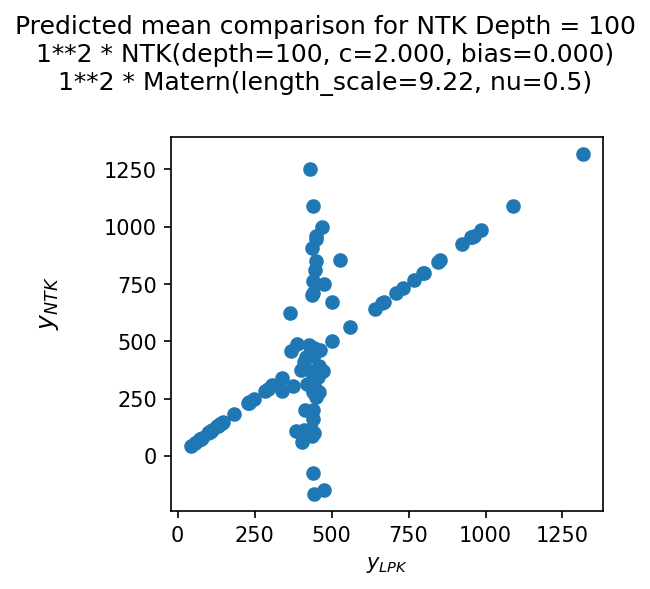 Predicted mean comparison for NTK Depth = 100
1**2 * NTK(depth=100, c=2.000, bias=0.000)
1**2 * Matern(length_scale=9.22, nu=0.5)
1250
1000
750
500
250
0
y_NTK
0 250 500 750 1000 1250
y_LPK